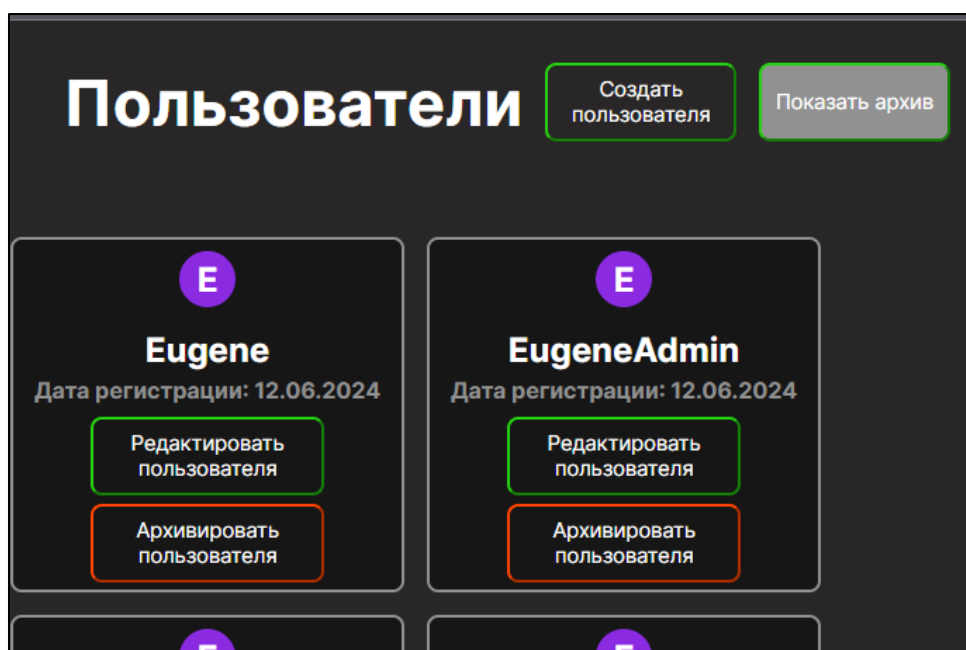 Пользователи
Создать
пользователя
Показать архив
E
Eugene
Дата регистрации: 12.06.2024
Редактировать
пользователя
Архивировать
пользователя
E
EugeneAdmin
Дата регистрации: 12.06.2024
Редактировать
пользователя
Архивировать
пользователя